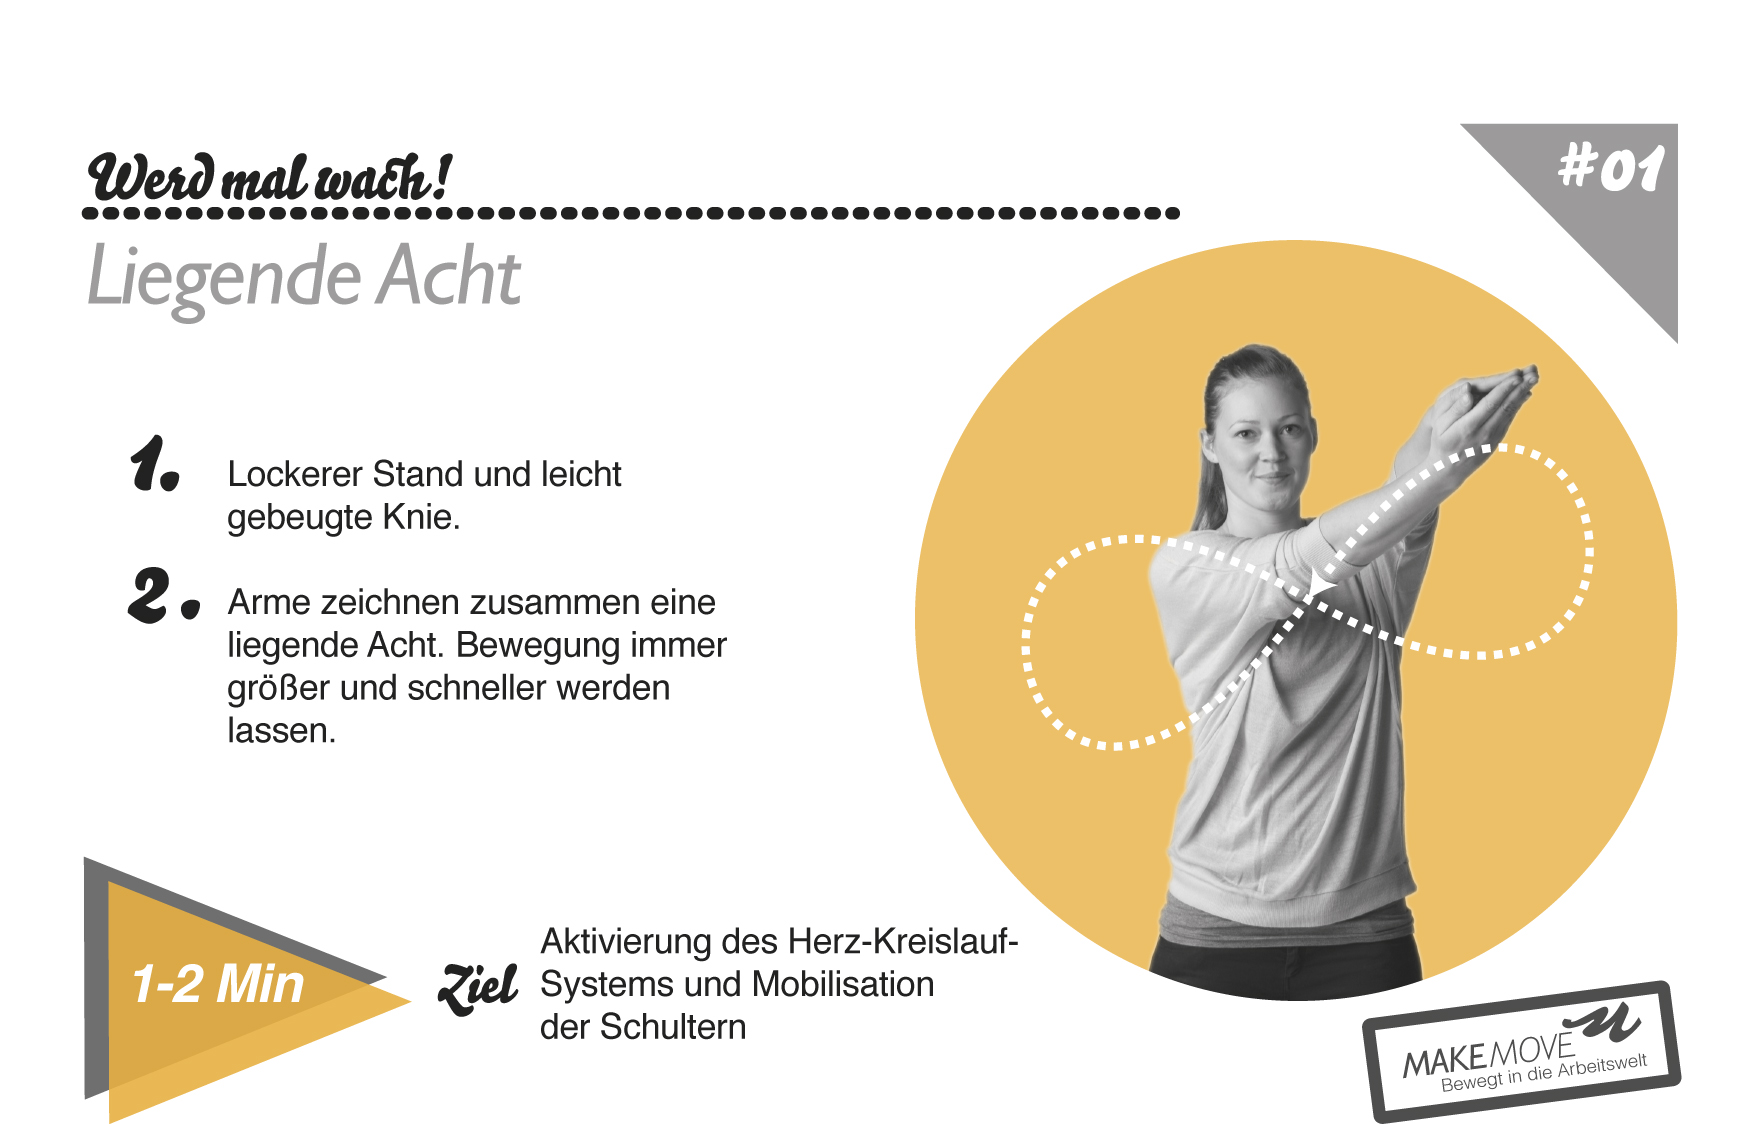 Werd mal wach!
#01
Liegende Acht
1. Lockerer Stand und leicht
gebeugte Knie.
2. Arme zeichnen zusammen eine
liegende Acht. Bewegung immer
größer und schneller werden
lassen.
1-2 Min
Ziel
Aktivierung des Herz-Kreislauf-
Systems und Mobilisation
der Schultern
MAKEMOVE
Bewegt in die Arbeitswelt